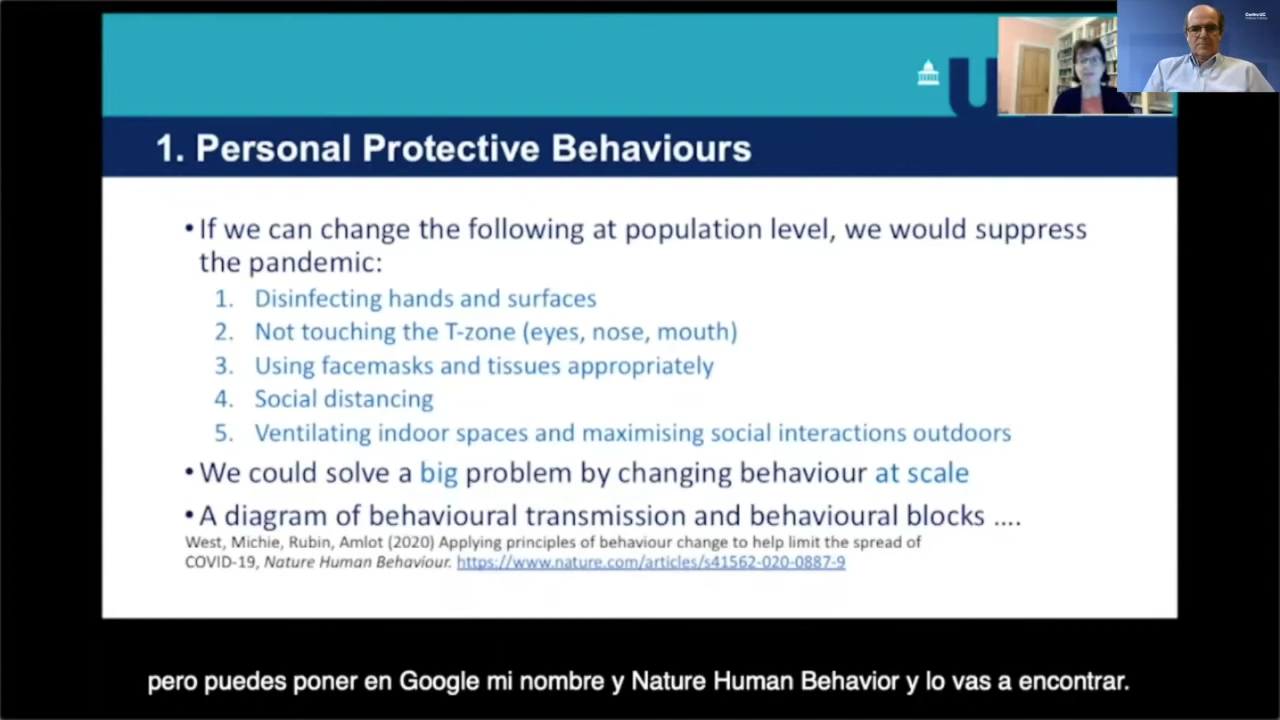 1. Personal Protective Behaviours
• If we can change the following at population level, we would suppress
the pandemic:
1. Disinfecting hands and surfaces
2. Not touching the T-zone (eyes, nose, mouth)
3. Using facemasks and tissues appropriately
4. Social distancing
5. Ventilating indoor spaces and maximising social interactions outdoors
• We could solve a big problem by changing behaviour at scale
• A diagram of behavioural transmission and behavioural blocks ....
West, Michie, Rubin, Amlot (2020) Applying principles of behaviour change to help limit the spread of
COVID-19, Nature Human Behaviour. https://www.nature.com/articles/s41562-020-0887-9
pero puedes poner en Google mi nombre y Nature Human Behavior y lo vas a encontrar.